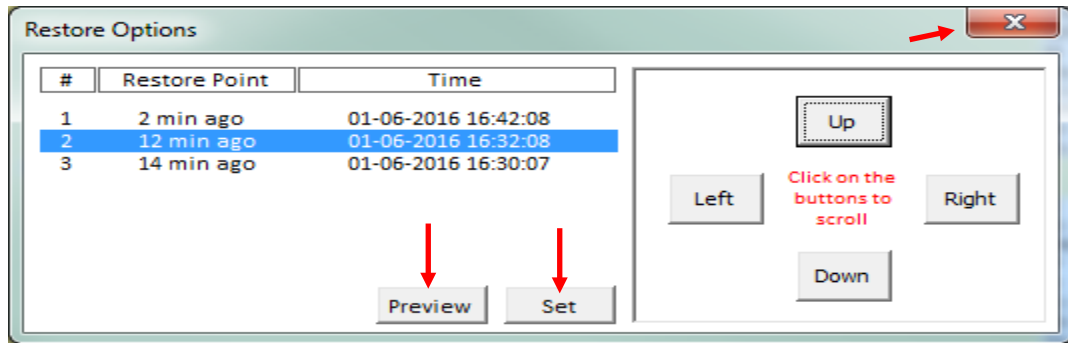 Restore Options
X
# Restore Point Time
1 2 min ago 01-06-2016 16:42:08
2 12 min ago 01-06-2016 16:32:08
3 14 min ago 01-06-2016 16:30:07
Preview Set
Up
Left
Click on the
buttons to
scroll
Right
Down